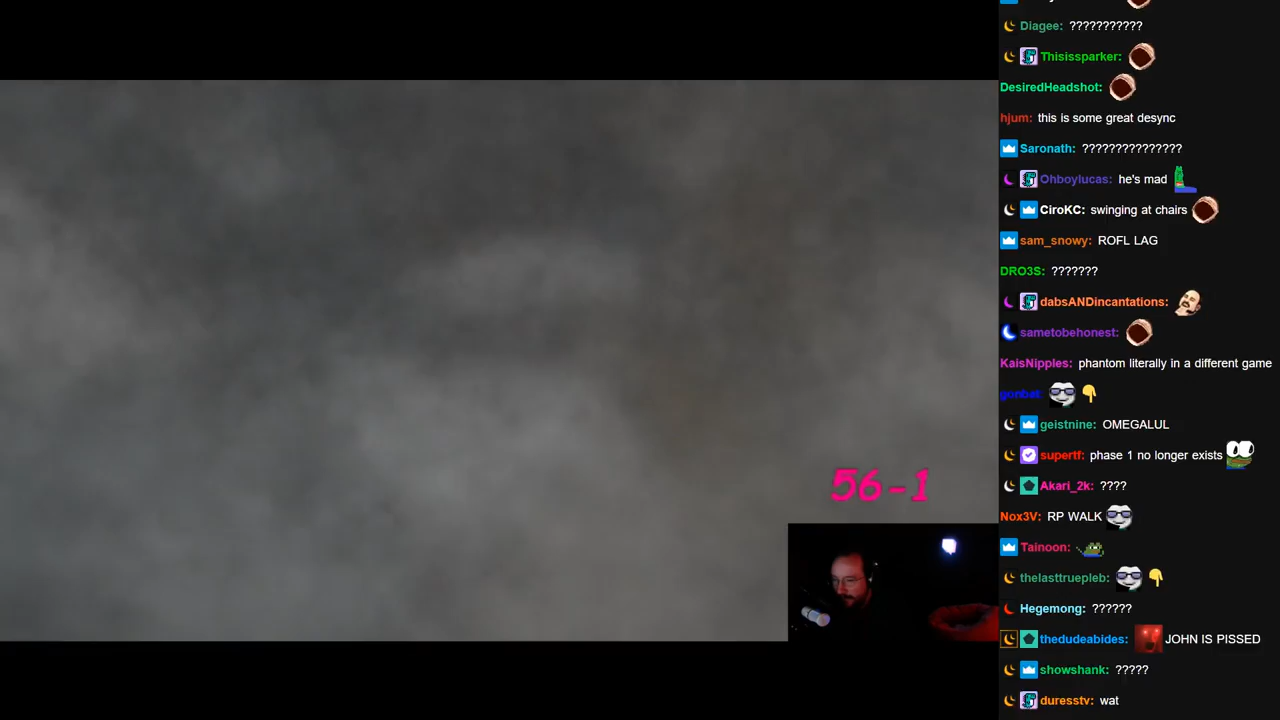 Diagee: ???????????
Thisissparker:
DesiredHeadshot:
hjum: this is some great desync
Saronath: ???????????????
Ohboylucas: he's mad
CiroKC: swinging at chairs
sam_snowy: ROFL LAG
DRO3S: ???????
dabsANDincantations:
sametobehonest:
KaisNipples: phantom literally in a different game
gunbat:
geistnine: OMEGALUL
supertf: phase 1 no longer exists
Akari_2k: ????
Nox3V: RP WALK
Tainoon:
thelasttruepleb:
Hegemong: ??????
thedudeabides: JOHN IS PISSED
showshank: ?????
duresstv: wat
56-1